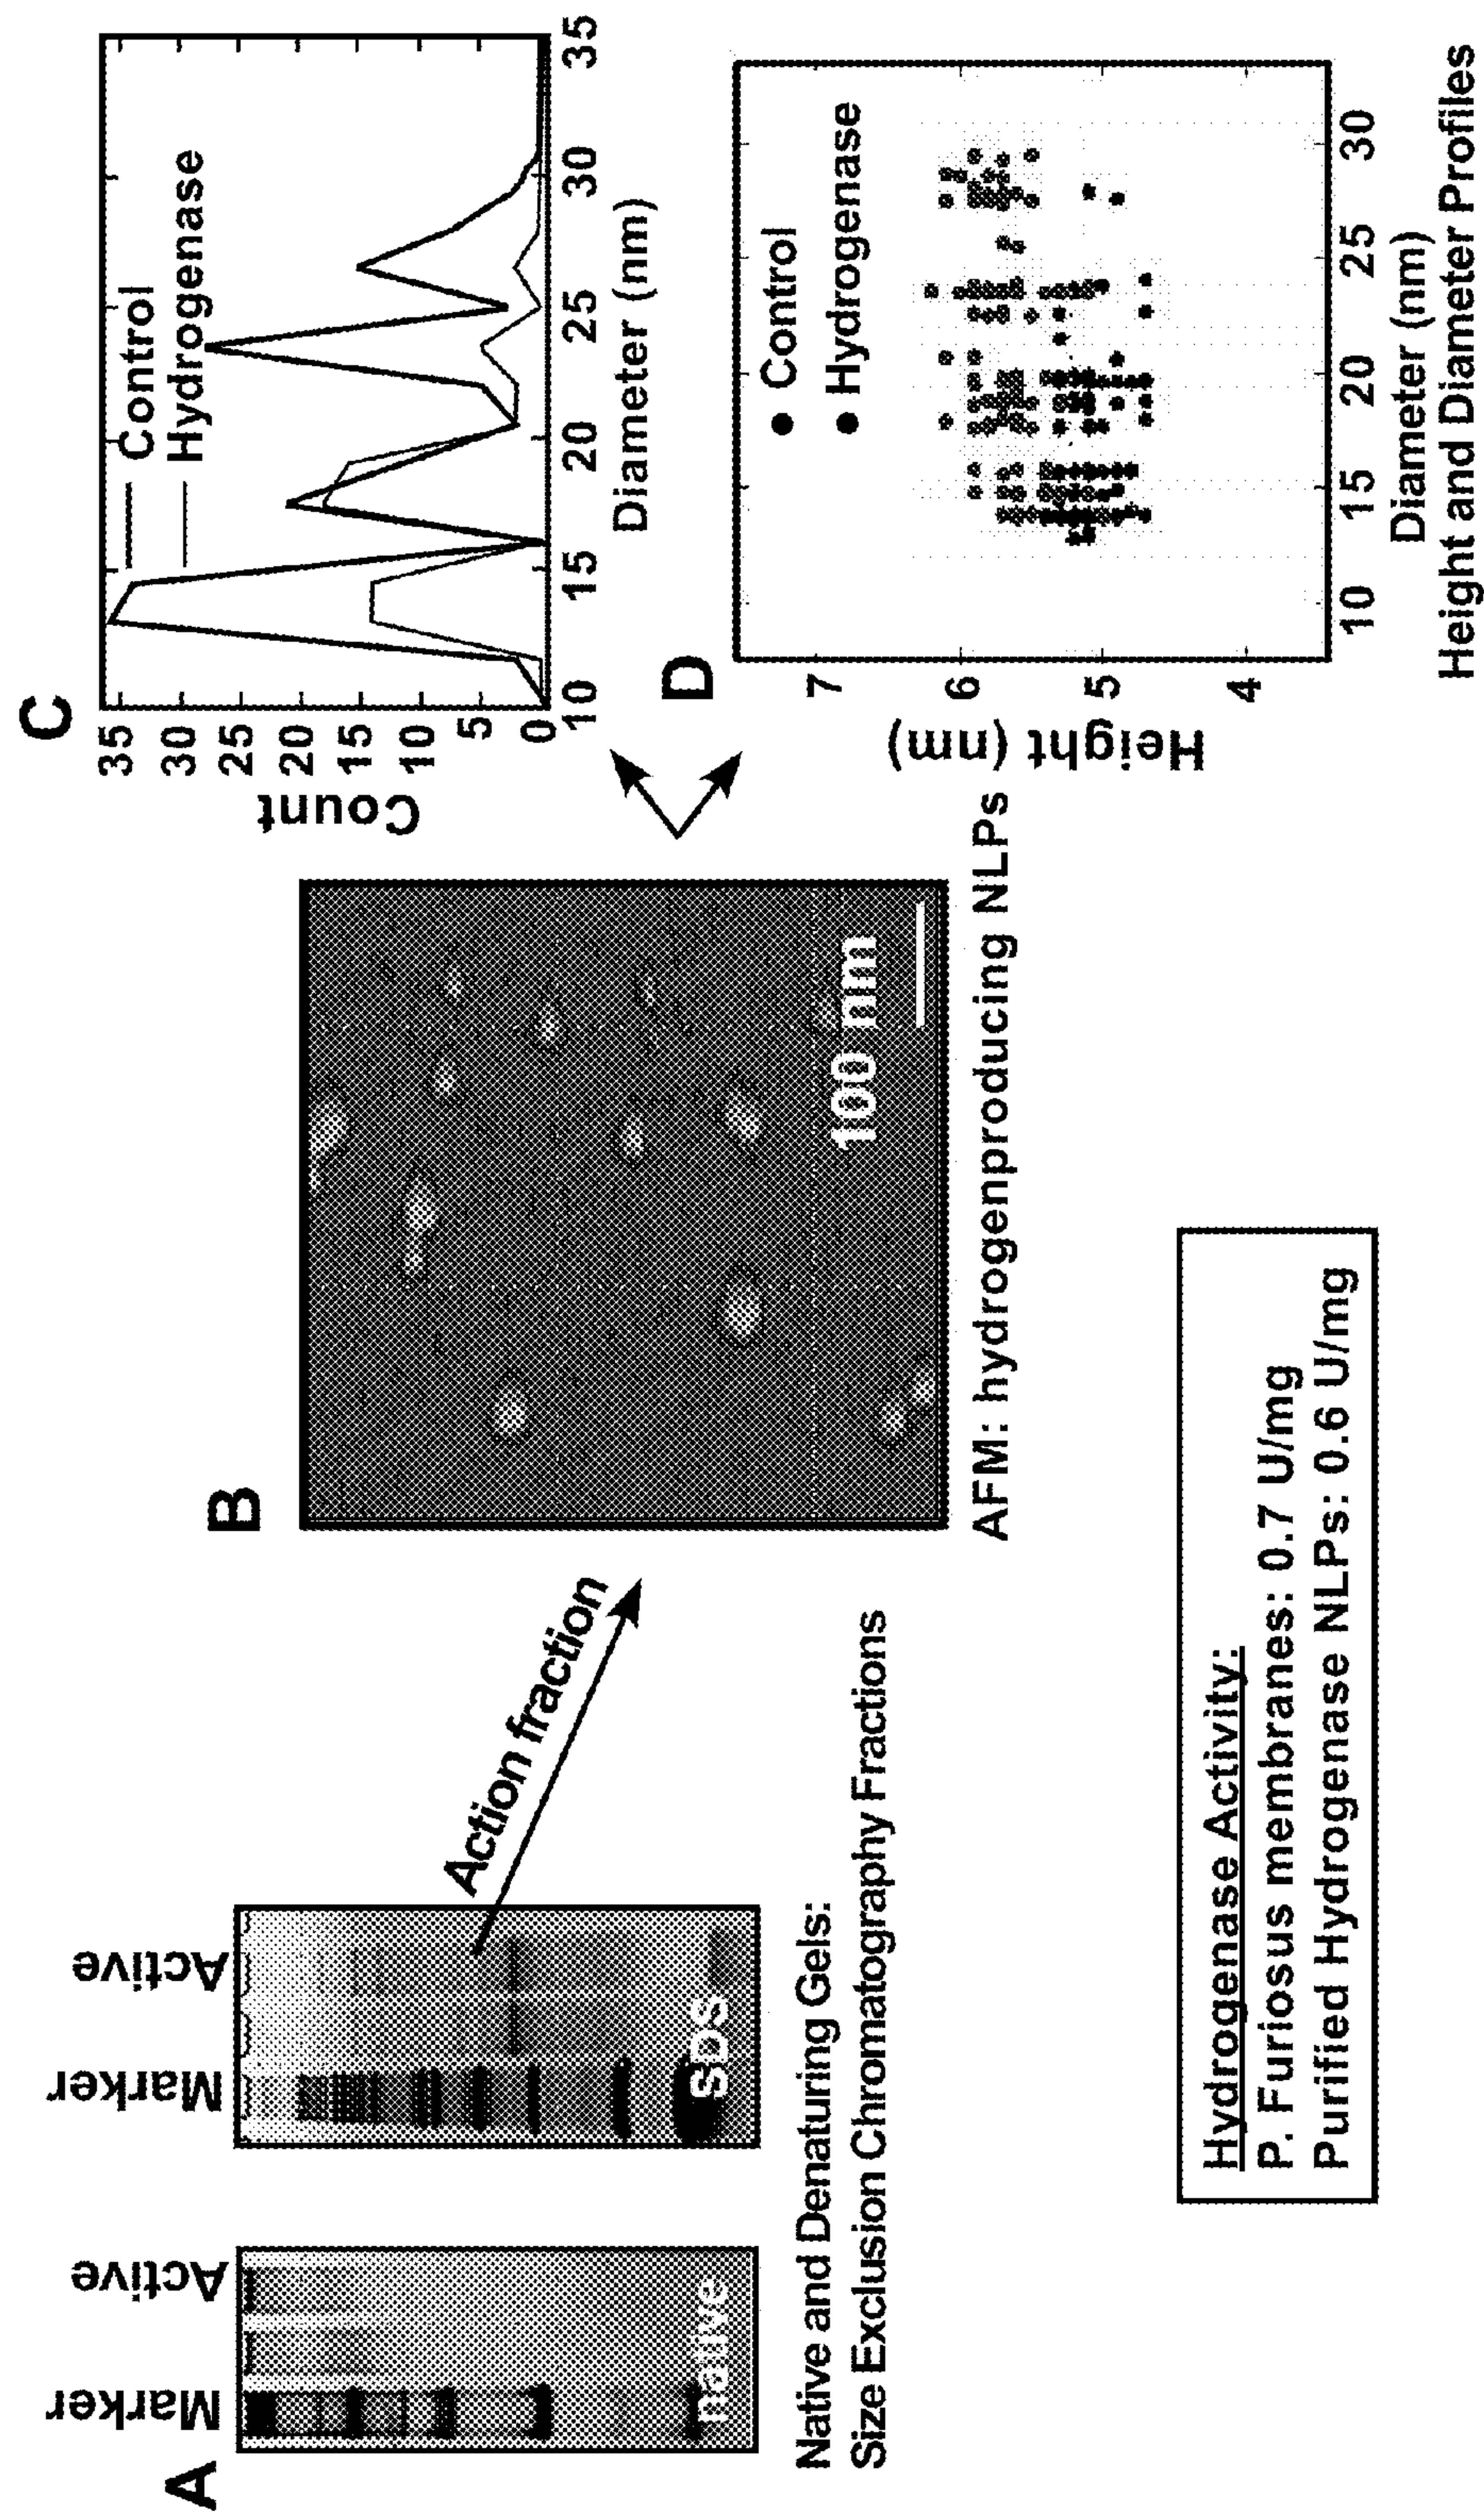 A
Marker
Active
native
Marker
Active
SDS
Action fraction
Native and Denaturing Gels:
Size Exclusion Chromatography Fractions
B
100 nm
AFM: hydrogenproducing NLPs
C
Count
35
30
25
20
15
10
5
0
Control
Hydrogenase
10 15 20 25 30 35
Diameter (nm)
D
Height (nm)
7
6
5
4
Control
Hydrogenase
10 15 20 25 30
Diameter (nm)
Height and Diameter Profiles
Hydrogenase Activity:
P. Furiosus membranes: 0.7 U/mg
Purified Hydrogenase NLPs: 0.6 U/mg